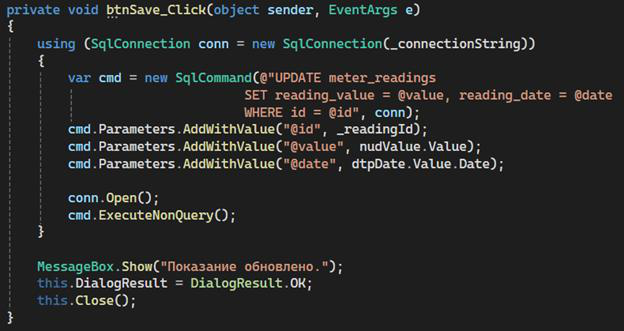 private void btnSave_Click(object sender, EventArgs e)
{
    using (SqlConnection conn = new SqlConnection(_connectionString))
    {
        var cmd = new SqlCommand(@"UPDATE meter_readings
                                SET reading_value = @value, reading_date = @date
                                WHERE id = @id", conn);
        cmd.Parameters.AddWithValue("@id", _readingId);
        cmd.Parameters.AddWithValue("@value", nudValue.Value);
        cmd.Parameters.AddWithValue("@date", dtpDate.Value.Date);

        conn.Open();
        cmd.ExecuteNonQuery();
    }

    MessageBox.Show("Показание обновлено.");
    this.DialogResult = DialogResult.OK;
    this.Close();
}